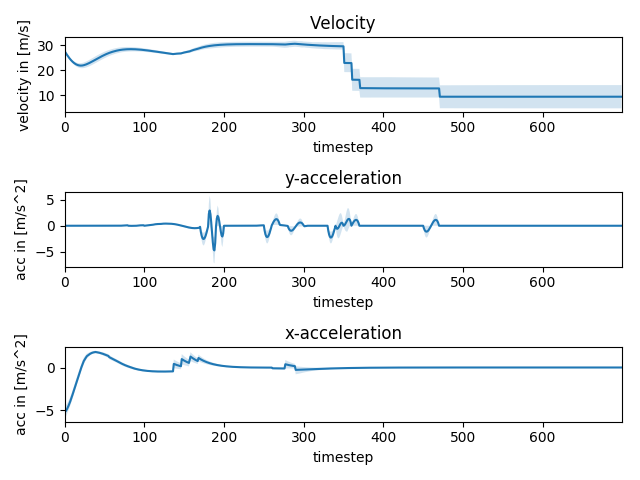 Velocity
velocity in [m/s]
30
20
10
0 100 200 300 400 500 600
timestep
y-acceleration
acc in [m/s^2]
5
0
−5
0 100 200 300 400 500 600
timestep
x-acceleration
acc in [m/s^2]
0
−5
0 100 200 300 400 500 600
timestep